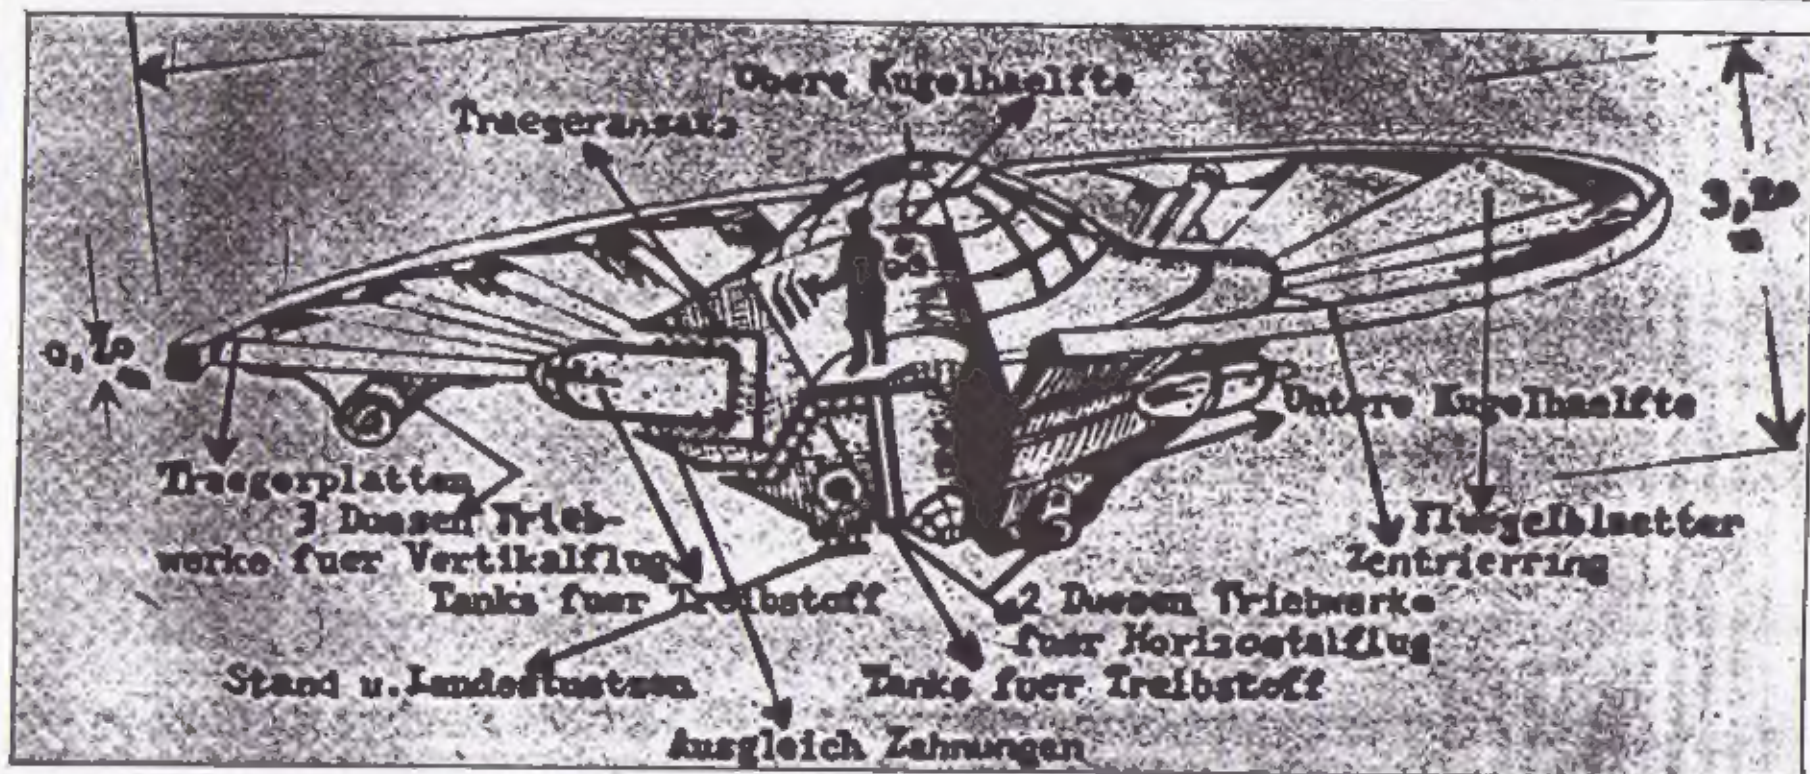 Obere Kugelhaelfte
Traegeransatz
3,20
m
0,70
m
Untere Kugelhaelfte
Traegerplatten
3 Duesen Trieb-
werke fuer Vertikalflug
Fluegelblaetter
Zentrierring
Tanks fuer Treibstoff
2 Duesen Triebwerke
fuer Horizontalflug
Stand u. Landestuetzen
Tanks fuer Treibstoff
Ausgleich Zahnungen